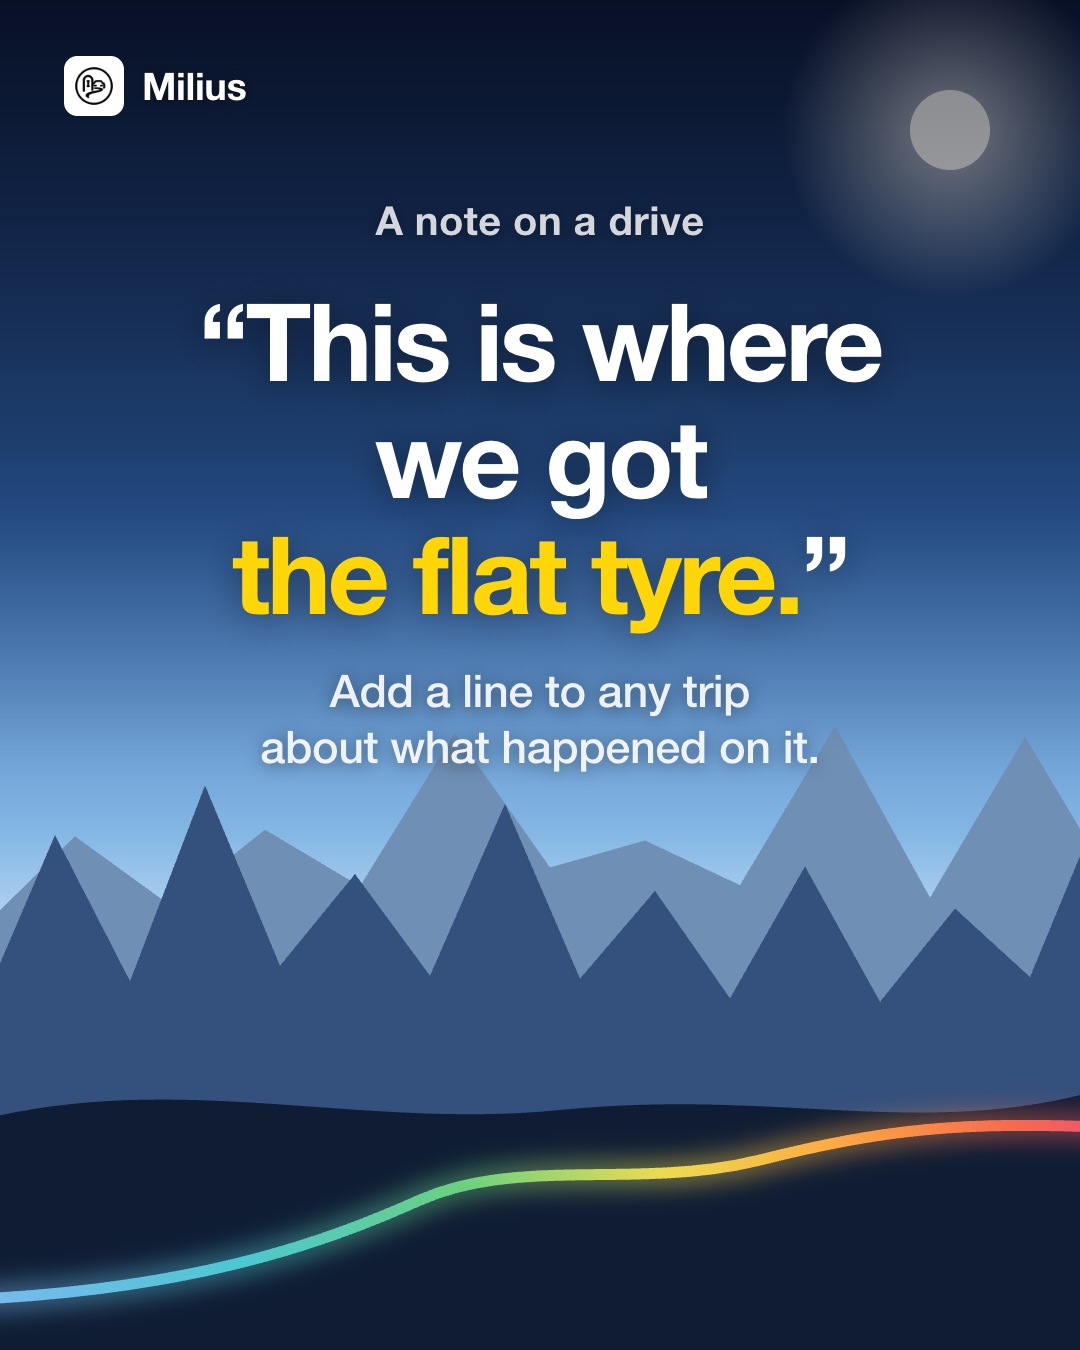 Milius
A note on a drive
“This is where
we got
the flat tyre.”
Add a line to any trip
about what happened on it.